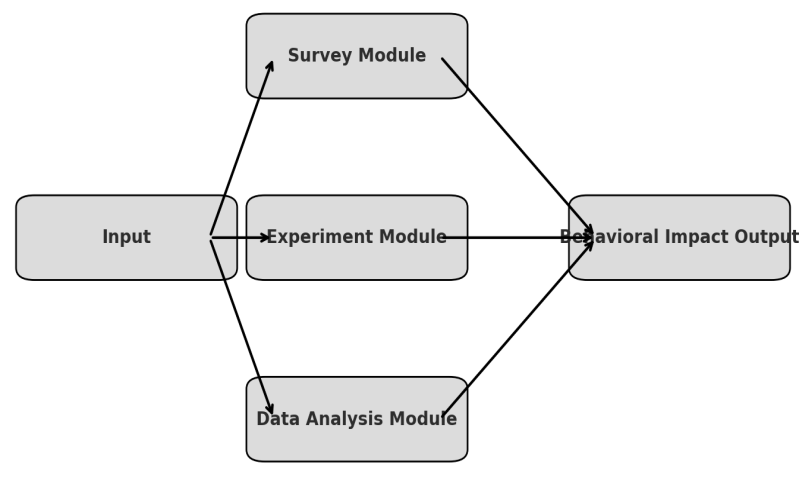 Survey Module
Input
Experiment Module
Behavioral Impact Output
Data Analysis Module